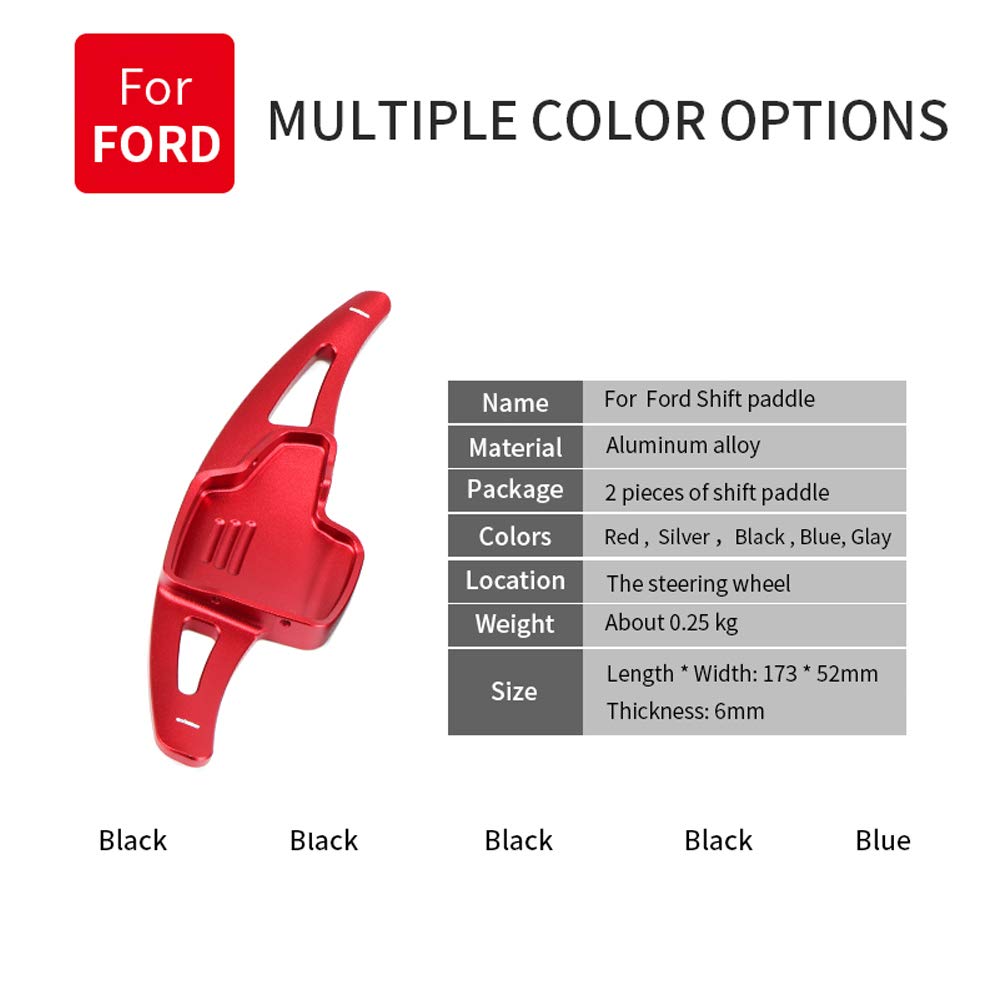 For
FORD
MULTIPLE COLOR OPTIONS
Name For Ford Shift paddle
Material Aluminum alloy
Package 2 pieces of shift paddle
Colors Red , Silver , Black , Blue, Glay
Location The steering wheel
Weight About 0.25 kg
Size Length * Width: 173 * 52mm
Thickness: 6mm
Black Black Black Black Blue